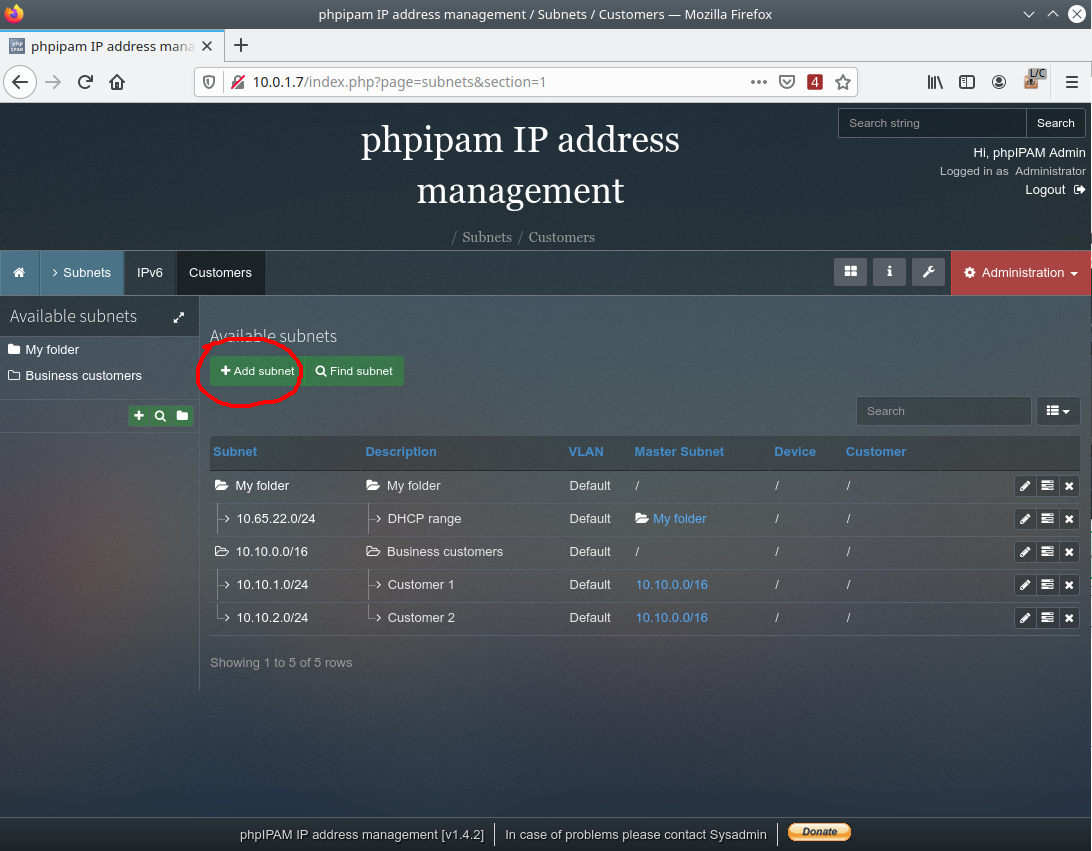 phpipam IP address management / Subnets / Customers — Mozilla Firefox
php IPAM phpipam IP address mana
10.0.1.7/index.php?page=subnets&section=1 4 L/C
phpipam IP address
management
/ Subnets / Customers
Search string Search
Hi, phpIPAM Admin
Logged in as Administrator
Logout
Subnets IPv6 Customers Administration
Available subnets
My folder
Business customers
Available subnets
Add subnet Find subnet
Search
Subnet Description VLAN Master Subnet Device Customer
My folder My folder Default / / /
10.65.22.0/24 DHCP range Default My folder / /
10.10.0.0/16 Business customers Default / / /
10.10.1.0/24 Customer 1 Default 10.10.0.0/16 / /
10.10.2.0/24 Customer 2 Default 10.10.0.0/16 / /
Showing 1 to 5 of 5 rows
phpIPAM IP address management [v1.4.2] In case of problems please contact Sysadmin Donate